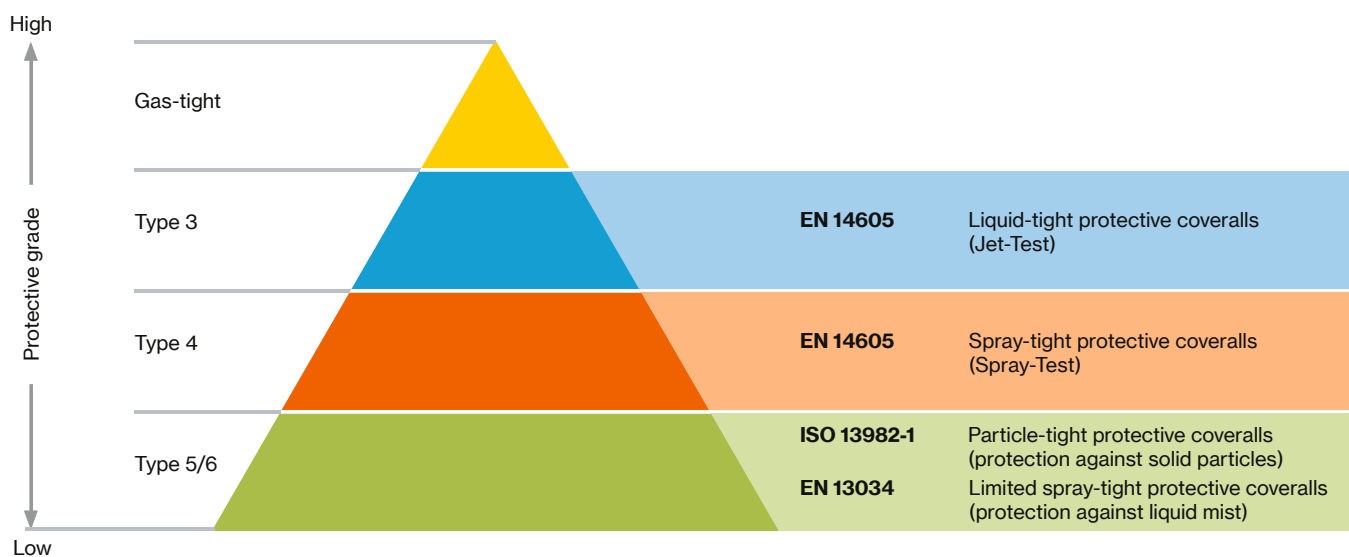 High
Gas-tight
Protective grade
Type 3
EN 14605
Liquid-tight protective coveralls
(Jet-Test)
Type 4
EN 14605
Spray-tight protective coveralls
(Spray-Test)
Type 5/6
ISO 13982-1
Particle-tight protective coveralls
(protection against solid particles)
EN 13034
Limited spray-tight protective coveralls
(protection against liquid mist)
Low